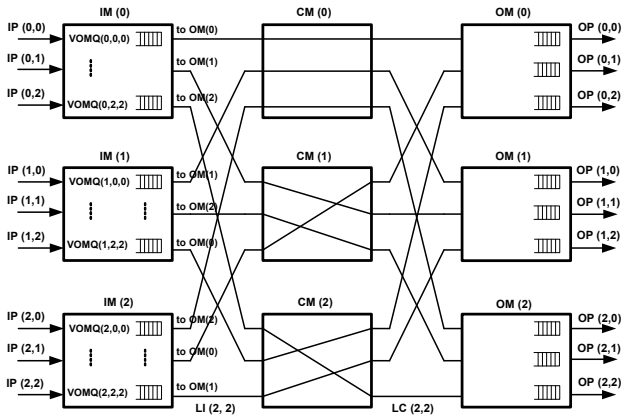 IM (0) CM (0) OM (0)
IP (0,0) VOMQ(0,0,0) to OM(0) OP (0,0)
IP (0,1) to OM(1) OP (0,1)
IP (0,2) VOMQ(0,2,2) to OM(2) OP (0,2)
IM (1) CM (1) OM (1)
IP (1,0) VOMQ(1,0,0) to OM(1) OP (1,0)
IP (1,1) to OM(2) OP (1,1)
IP (1,2) VOMQ(1,2,2) to OM(0) OP (1,2)
IM (2) CM (2) OM (2)
IP (2,0) VOMQ(2,0,0) to OM(2) OP (2,0)
IP (2,1) to OM(0) OP (2,1)
IP (2,2) VOMQ(2,2,2) to OM(1) OP (2,2)
LI (2, 2) LC (2,2)